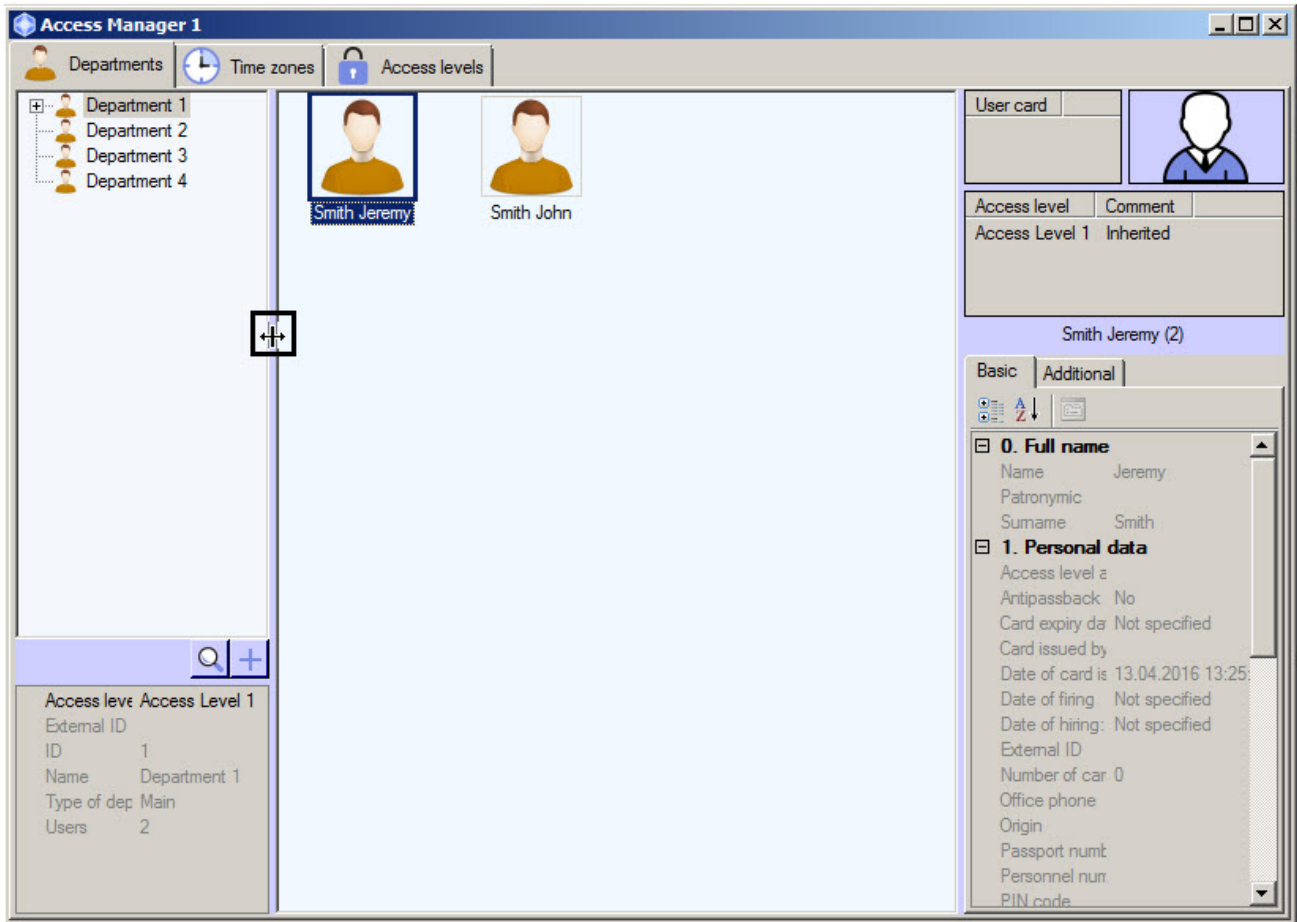 Access Manager 1
Departments Time zones Access levels
Department 1
Department 2
Department 3
Department 4
Access leve Access Level 1
External ID
ID 1
Name Department 1
Type of dep Main
Users 2
Smith Jeremy Smith John
User card
Access level Comment
Access Level 1 Inherited
Smith Jeremy (2)
Basic Additional
0. Full name
Name Jeremy
Patronymic
Surname Smith
1. Personal data
Access level a
Antipassback No
Card expiry da Not specified
Card issued by
Date of card is 13.04.2016 13:25:
Date of firing Not specified
Date of hiring: Not specified
External ID
Number of car 0
Office phone
Origin
Passport numb
Personnel num
PIN code